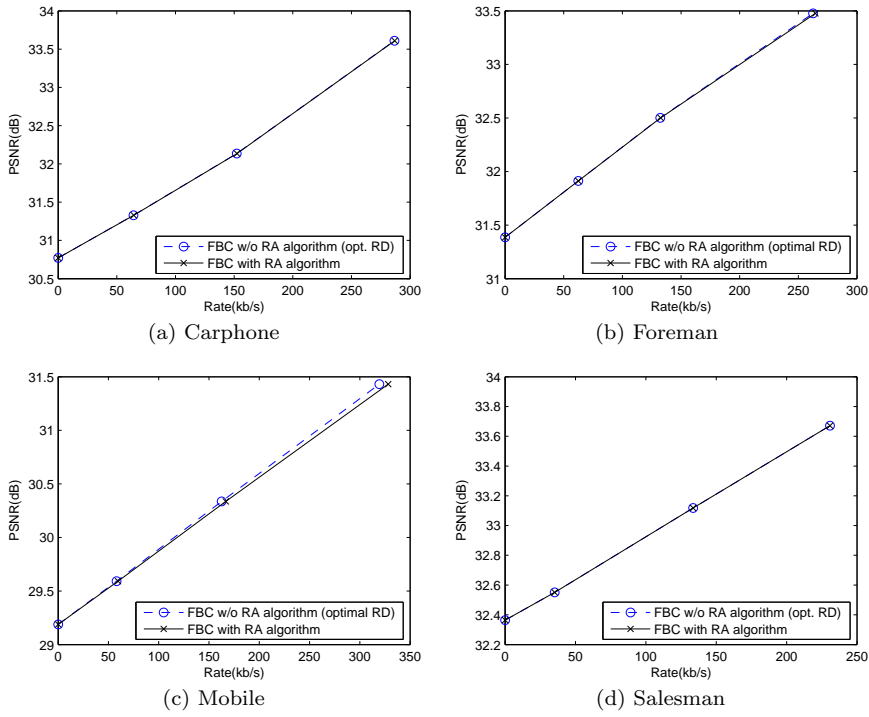 34
33.5
33
32.5
32
31.5
31
30.5
PSNR(dB)
0 50 100 150 200 250 300
Rate(kb/s)
FBC w/o RA algorithm (opt. RD)
FBC with RA algorithm
(a) Carphone
33.5
33
32.5
32
31.5
31
PSNR(dB)
0 50 100 150 200 250 300
Rate(kb/s)
FBC w/o RA algorithm (optimal RD)
FBC with RA algorithm
(b) Foreman
31.5
31
30.5
30
29.5
29
PSNR(dB)
0 50 100 150 200 250 300 350
Rate(kb/s)
FBC w/o RA algorithm (optimal RD)
FBC with RA algorithm
(c) Mobile
34
33.8
33.6
33.4
33.2
33
32.8
32.6
32.4
32.2
PSNR(dB)
0 50 100 150 200 250
Rate(kb/s)
FBC w/o RA algorithm (opt. RD)
FBC with RA algorithm
(d) Salesman